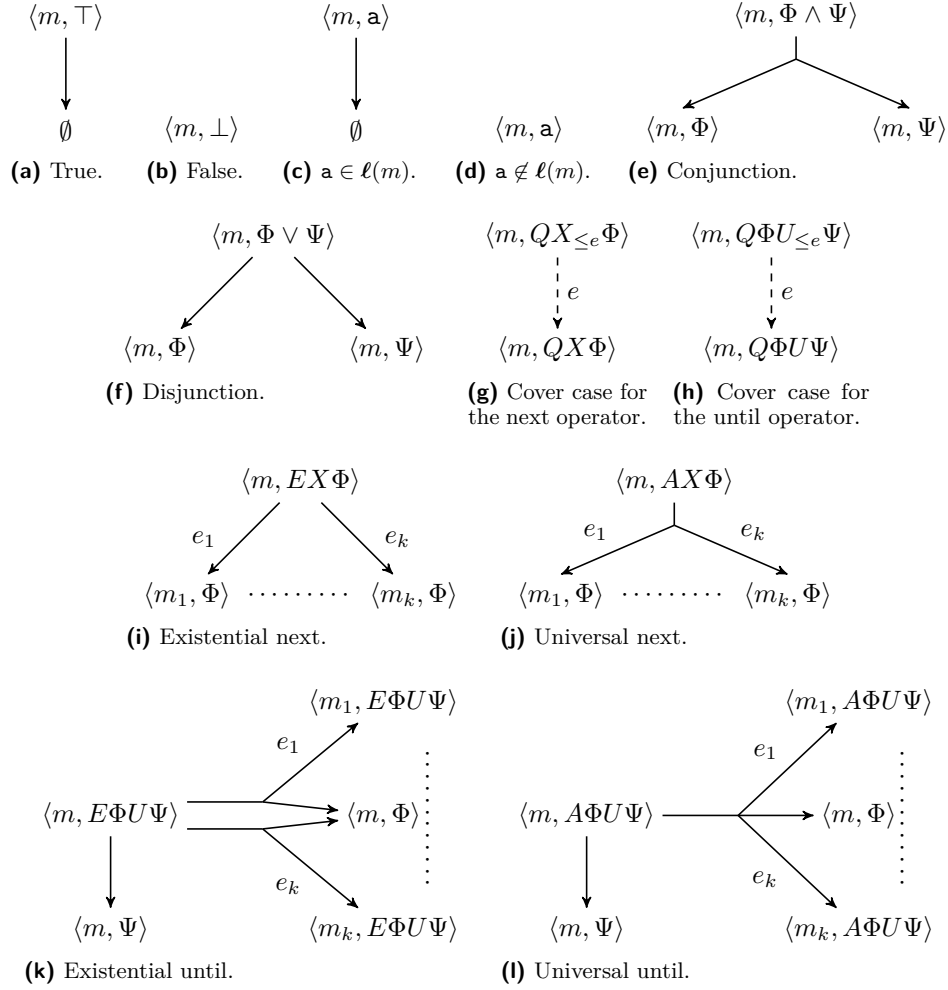 ⟨m, ⊤⟩ ⟨m, a⟩ ⟨m, Φ ∧ Ψ⟩
∅ ⟨m, ⊥⟩ ∅ ⟨m, a⟩ ⟨m, Φ⟩ ⟨m, Ψ⟩
(a) True. (b) False. (c) a ∈ ℓ(m). (d) a ∉ ℓ(m). (e) Conjunction.
⟨m, Φ ∨ Ψ⟩ ⟨m, QX≤eΦ⟩ ⟨m, QΦU≤eΨ⟩
e e
⟨m, Φ⟩ ⟨m, Ψ⟩ ⟨m, QXΦ⟩ ⟨m, QΦUΨ⟩
(f) Disjunction.
(g) Cover case for
the next operator.
(h) Cover case for
the until operator.
⟨m, EXΦ⟩ ⟨m, AXΦ⟩
e1 ek e1 ek
⟨m1, Φ⟩ ········· ⟨mk, Φ⟩ ⟨m1, Φ⟩ ········· ⟨mk, Φ⟩
(i) Existential next. (j) Universal next.
⟨m1, EΦUΨ⟩ ⟨m1, AΦUΨ⟩
e1 e1
⟨m, EΦUΨ⟩ ⟨m, Φ⟩ ⟨m, AΦUΨ⟩ ⟨m, Φ⟩
ek ek
⟨m, Ψ⟩ ⟨mk, EΦUΨ⟩ ⟨m, Ψ⟩ ⟨mk, AΦUΨ⟩
(k) Existential until. (l) Universal until.